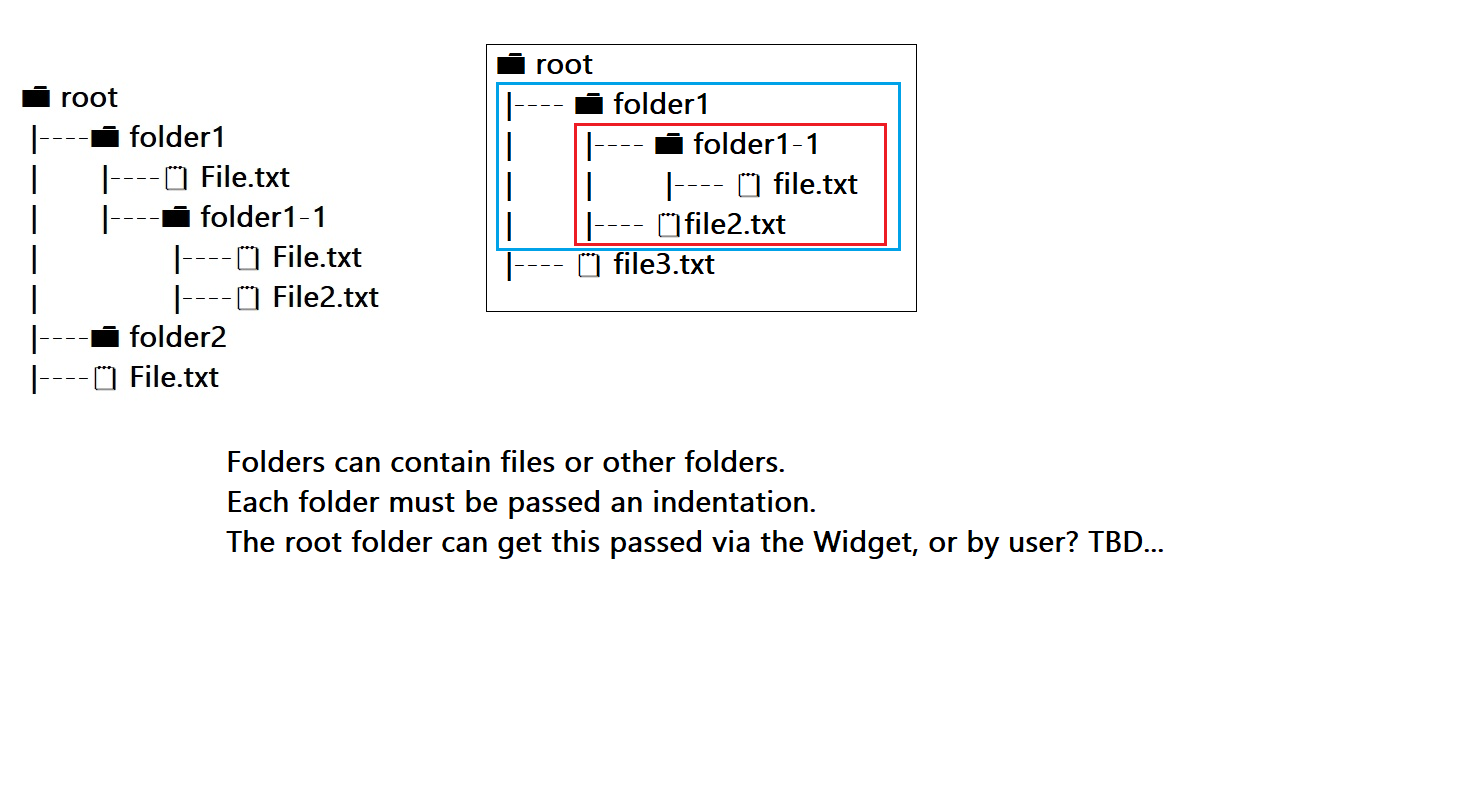 root
|----folder1
| |----File.txt
| |----folder1-1
| |----File.txt
| |----File2.txt
|----folder2
|----File.txt
root
|---- folder1
| |---- folder1-1
| | |---- file.txt
| |---- file2.txt
|---- file3.txt
Folders can contain files or other folders.
Each folder must be passed an indentation.
The root folder can get this passed via the Widget, or by user? TBD...